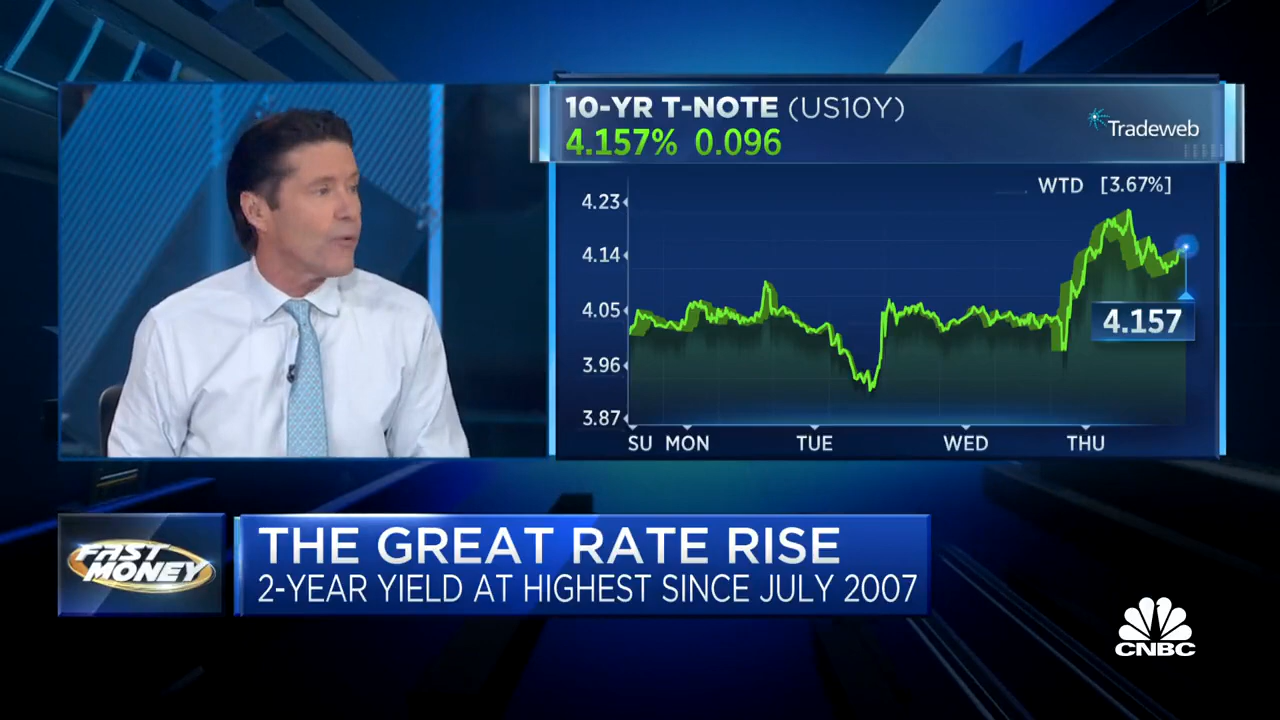 10-YR T-NOTE (US10Y)
4.157% 0.096
Tradeweb
WTD [3.67%]
4.23
4.14
4.05
3.96
3.87
4.157
SU MON TUE WED THU
FAST MONEY
THE GREAT RATE RISE
2-YEAR YIELD AT HIGHEST SINCE JULY 2007
CNBC